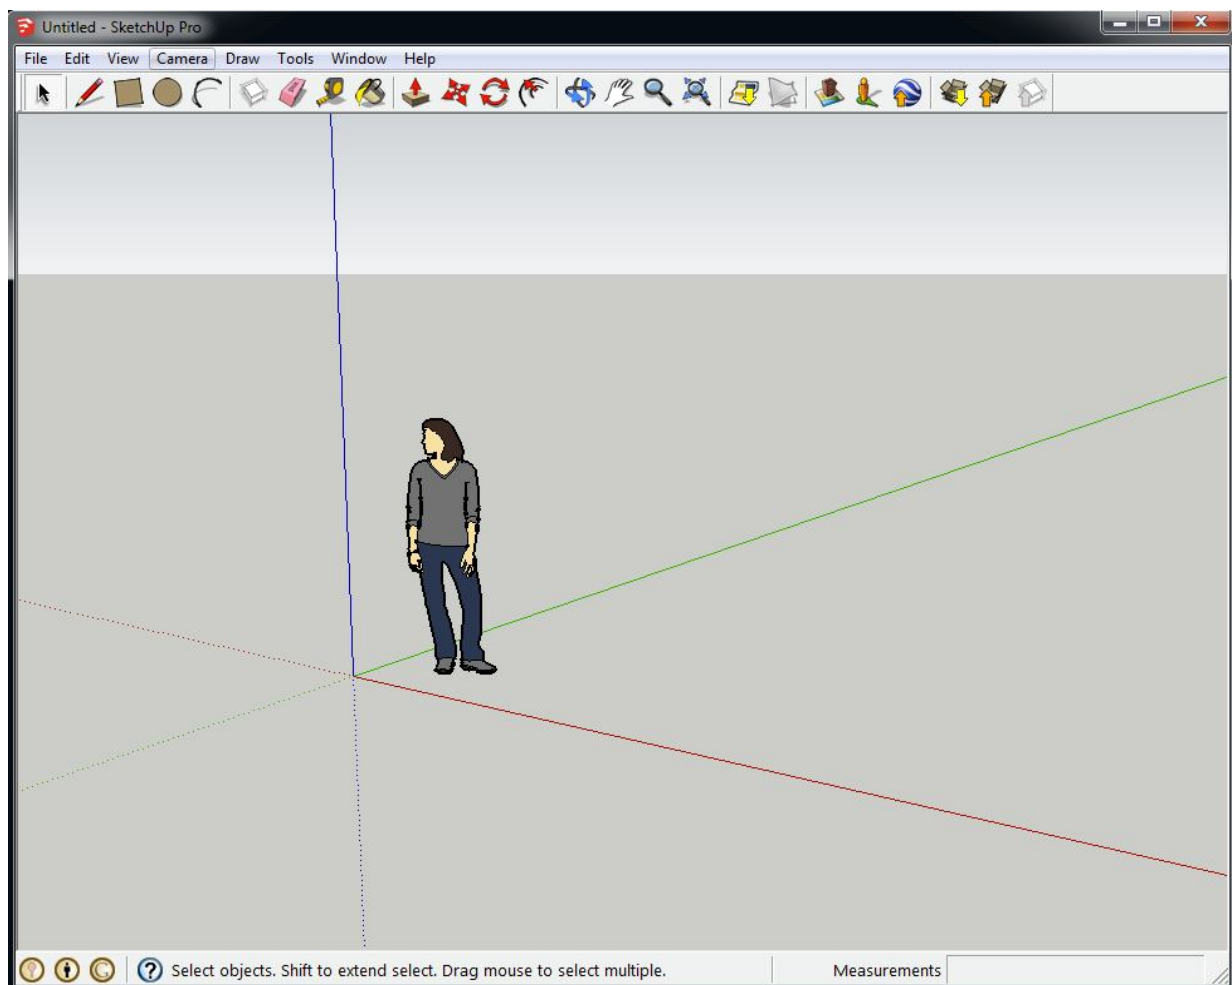 Untitled - SketchUp Pro
File Edit View Camera Draw Tools Window Help
Select objects. Shift to extend select. Drag mouse to select multiple. Measurements